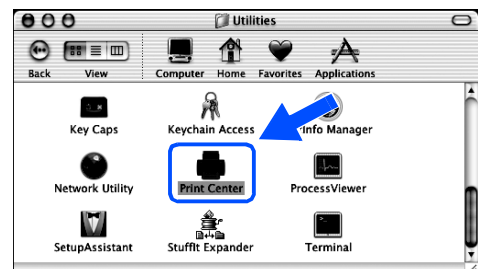 Utilities
Back View Computer Home Favorites Applications
Key Caps Keychain Access Info Manager
Network Utility Print Center ProcessViewer
SetupAssistant StuffIt Expander Terminal